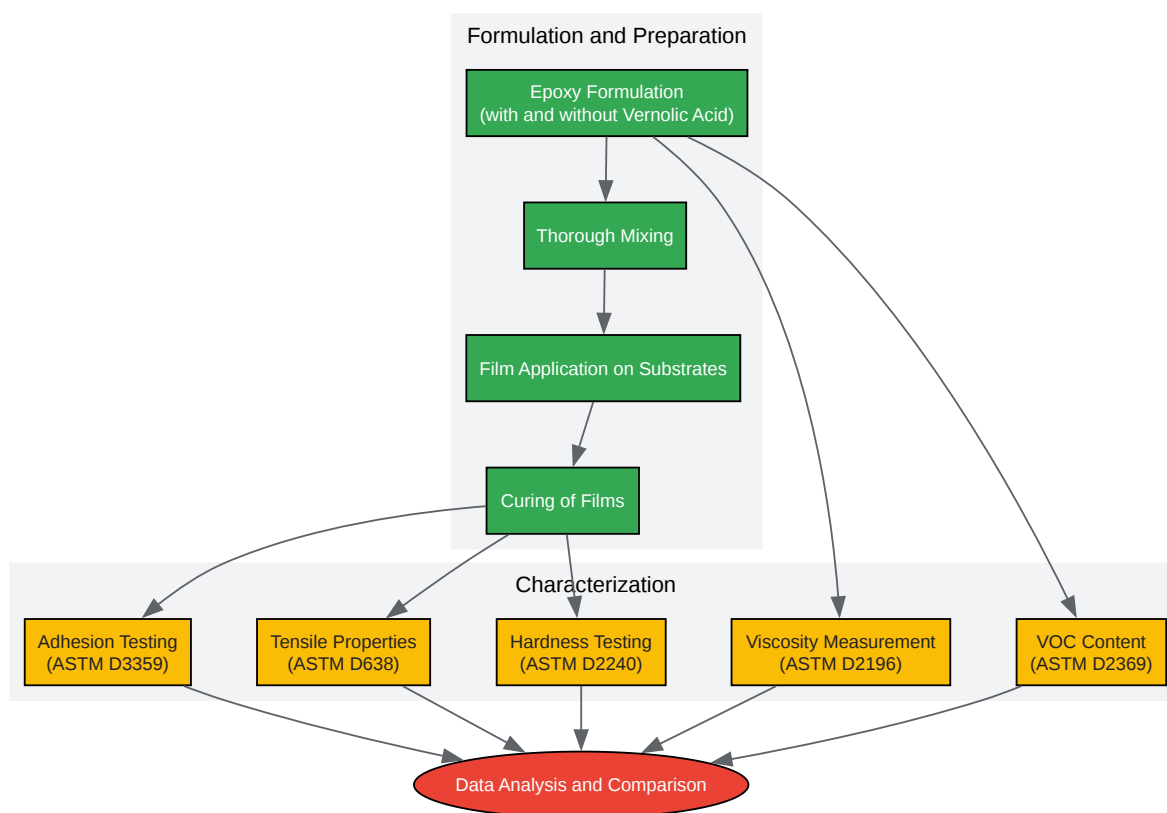 Formulation and Preparation
Epoxy Formulation
(with and without Vernolic Acid)
Thorough Mixing
Film Application on Substrates
Curing of Films
Characterization
Adhesion Testing
(ASTM D3359)
Tensile Properties
(ASTM D638)
Hardness Testing
(ASTM D2240)
Viscosity Measurement
(ASTM D2196)
VOC Content
(ASTM D2369)
Data Analysis and Comparison